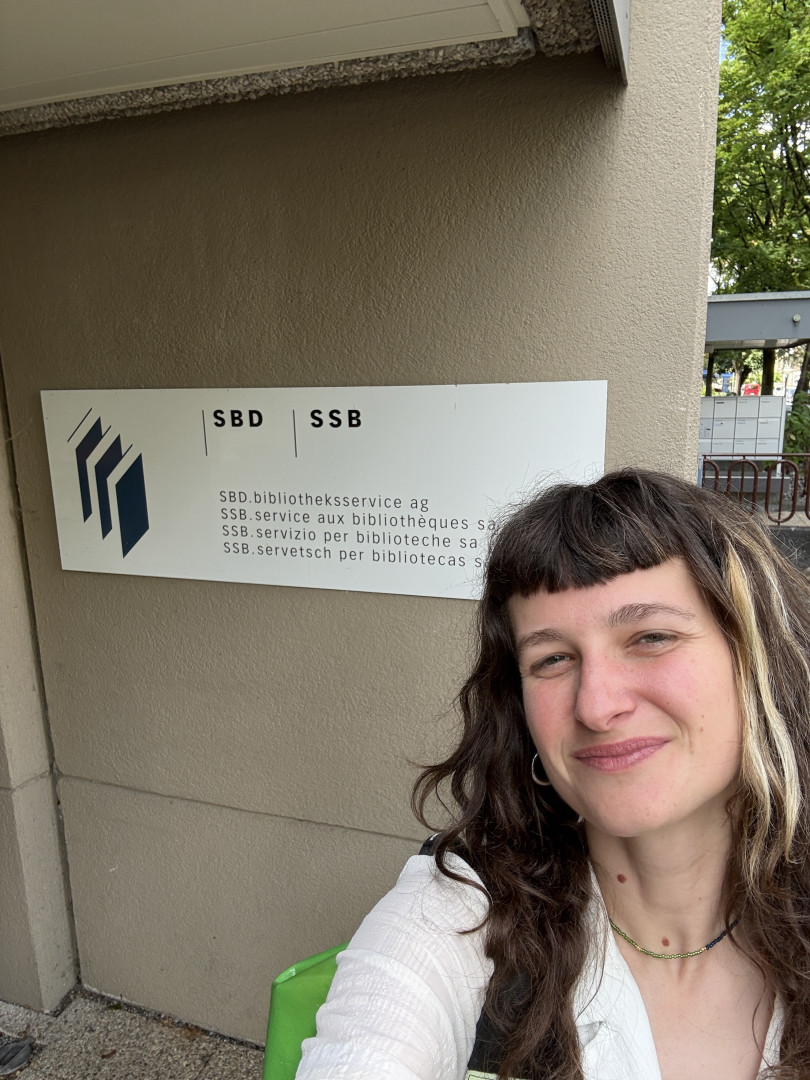 SBD SSB
SBD.bibliotheksservice ag
SSB.service aux bibliothèques sa
SSB.servizio per biblioteche sa
SSB.servetsch per bibliotecas